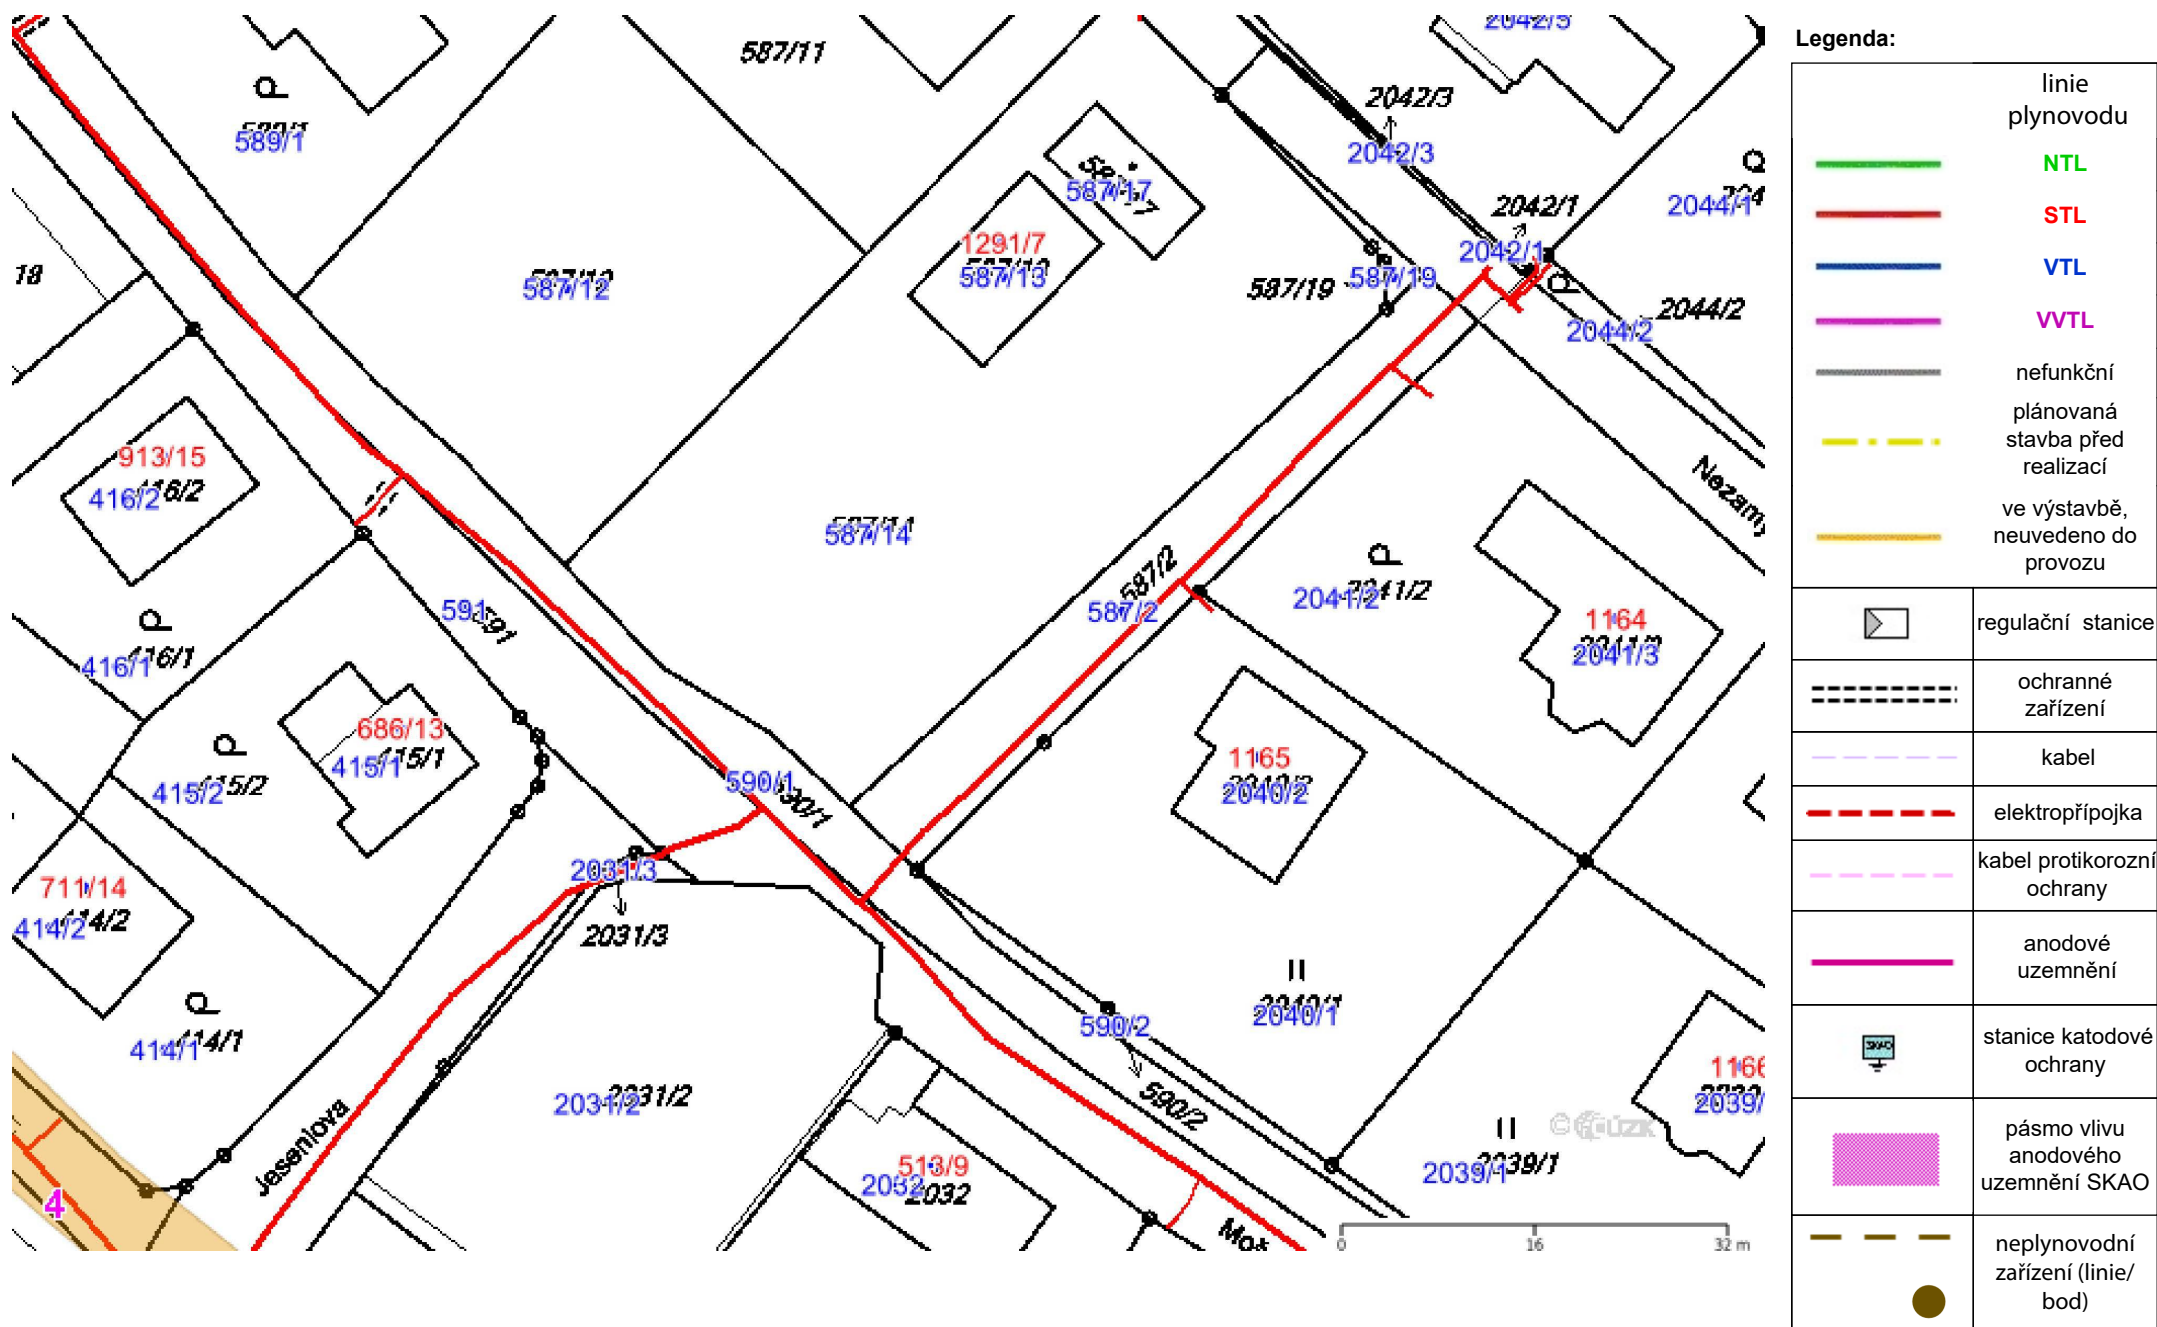 587/11
589/1
2042/5
2042/3
2042/3
587/17
2042/1
2044/1
1291/7
2042/1
18
587/12
587/13
587/19
587/19
2044/2
2044/2
913/15
416/2
416/2
587/14
587/2
587/2
2041/2
2041/2
1164
2041/3
591
591
416/1
416/1
686/13
415/1
415/1
415/2
415/2
590/1
590/1
1165
2040/2
711/14
414/2
414/2
2031/3
2031/3
2040/1
590/2
590/2
414/1
414/1
2031/2
2031/2
1166
2039/
Jeseniova
513/9
2032
2032
2039/1
2039/1
4
0
16
32 m
Legenda:
linie
plynovodu
NTL
STL
VTL
VVTL
nefunkční
plánovaná
stavba před
realizací
ve výstavbě,
neuvedeno do
provozu
regulační stanice
ochranné
zařízení
kabel
elektropřípojka
kabel protikorozní
ochrany
anodové
uzemnění
stanice katodové
ochrany
pásmo vlivu
anodového
uzemnění SKAO
neplynovodní
zařízení (linie/
bod)